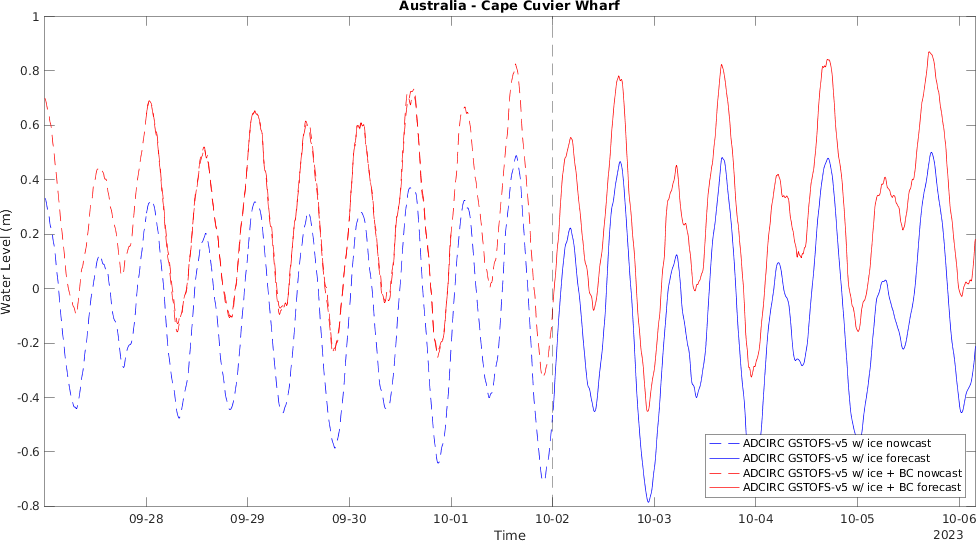 Australia - Cape Cuvier Wharf
1
0.8
0.6
0.4
0.2
0
-0.2
-0.4
-0.6
-0.8
Water Level (m)
ADCIRC GSTOFS-v5 w/ ice nowcast
ADCIRC GSTOFS-v5 w/ ice forecast
ADCIRC GSTOFS-v5 w/ ice + BC nowcast
ADCIRC GSTOFS-v5 w/ ice + BC forecast
09-28 09-29 09-30 10-01 10-02 10-03 10-04 10-05 10-06
Time
2023